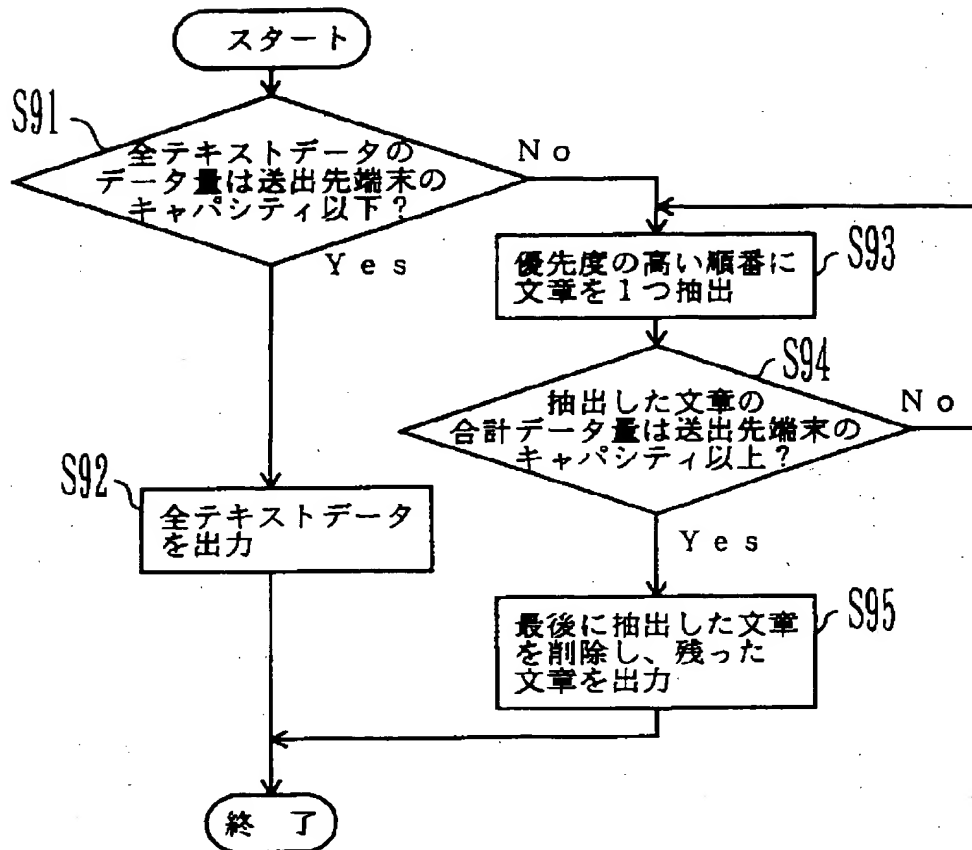 スタート
S91
全テキストデータの
データ量は送出先端末の
キャパシティ以下?
No
Yes
優先度の高い順番に
文章を1つ抽出
S93
S94
抽出した文章の
合計データ量は送出先端末の
キャパシティ以上?
No
Yes
S92
全テキストデータ
を出力
最後に抽出した文章
を削除し、残った
文章を出力
S95
終 了